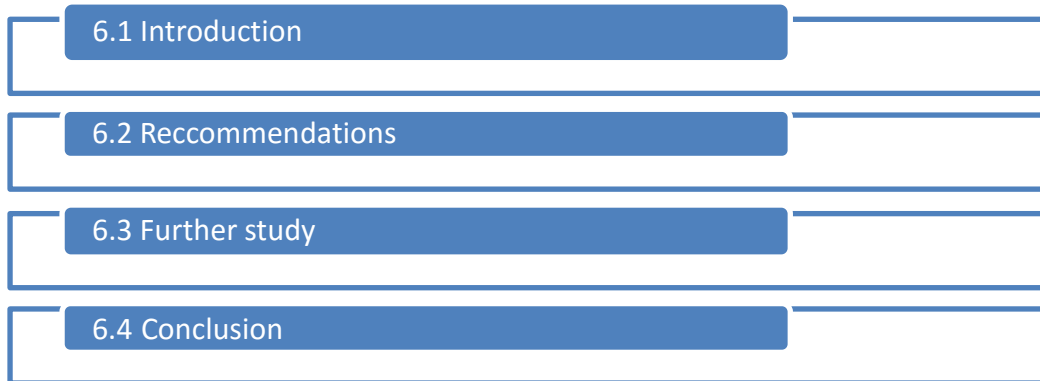 6.1 Introduction
6.2 Reccommendations
6.3 Further study
6.4 Conclusion